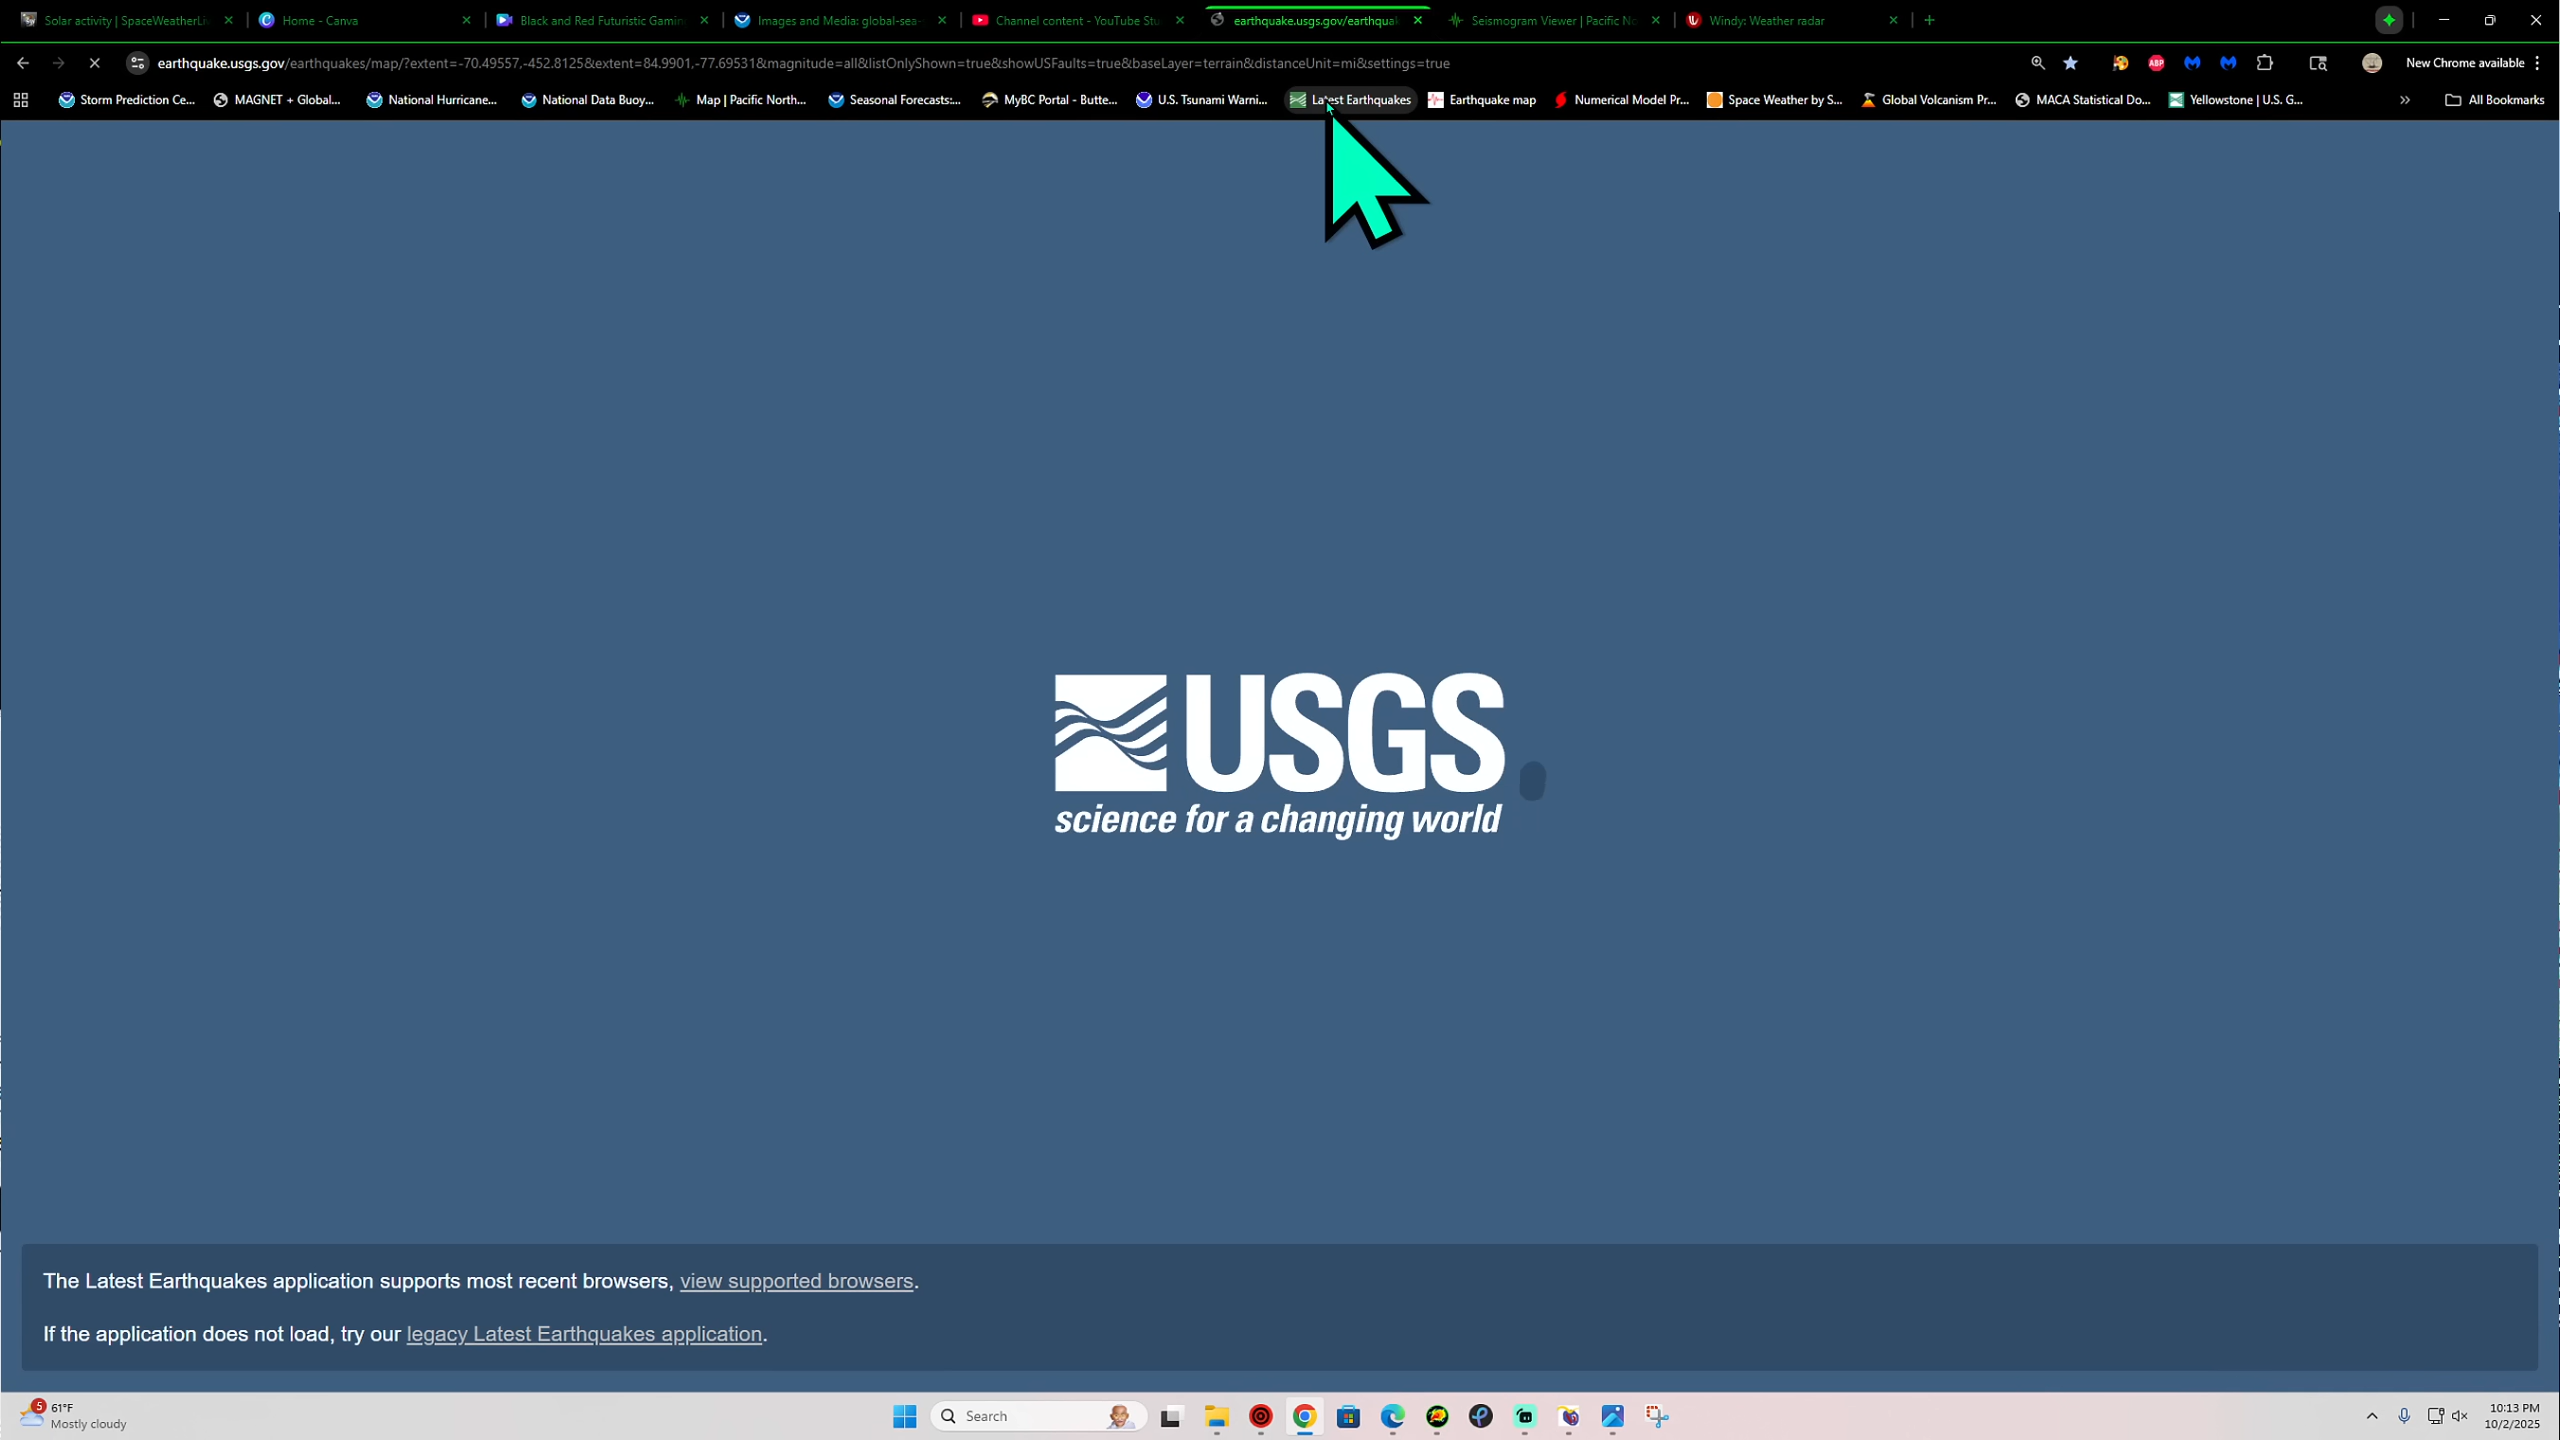 Solar activity | SpaceWeatherLi
Home - Canva
Black and Red Futuristic Gamin
Images and Media: global-sea-
Channel content - YouTube Stu
earthquake.usgs.gov/earthqual
Seismogram Viewer | Pacific No
Windy: Weather radar
earthquake.usgs.gov/earthquakes/map/?extent=-70.49557,-452.8125&extent=84.9901,-77.69531&magnitude=all&listOnlyShown=true&showUSFaults=true&baseLayer=terrain&distanceUnit=mi&settings=true
ABP
New Chrome available
Storm Prediction Ce...
MAGNET + Global...
National Hurricane...
National Data Buoy...
Map | Pacific North...
Seasonal Forecasts:...
MyBC Portal - Butte...
U.S. Tsunami Warni...
Latest Earthquakes
Earthquake map
Numerical Model Pr...
Space Weather by S...
Global Volcanism Pr...
MACA Statistical Do...
Yellowstone | U.S. G...
All Bookmarks
USGS
science for a changing world
The Latest Earthquakes application supports most recent browsers, view supported browsers.
If the application does not load, try our legacy Latest Earthquakes application.
5
61°F
Mostly cloudy
Search
10:13 PM
10/2/2025